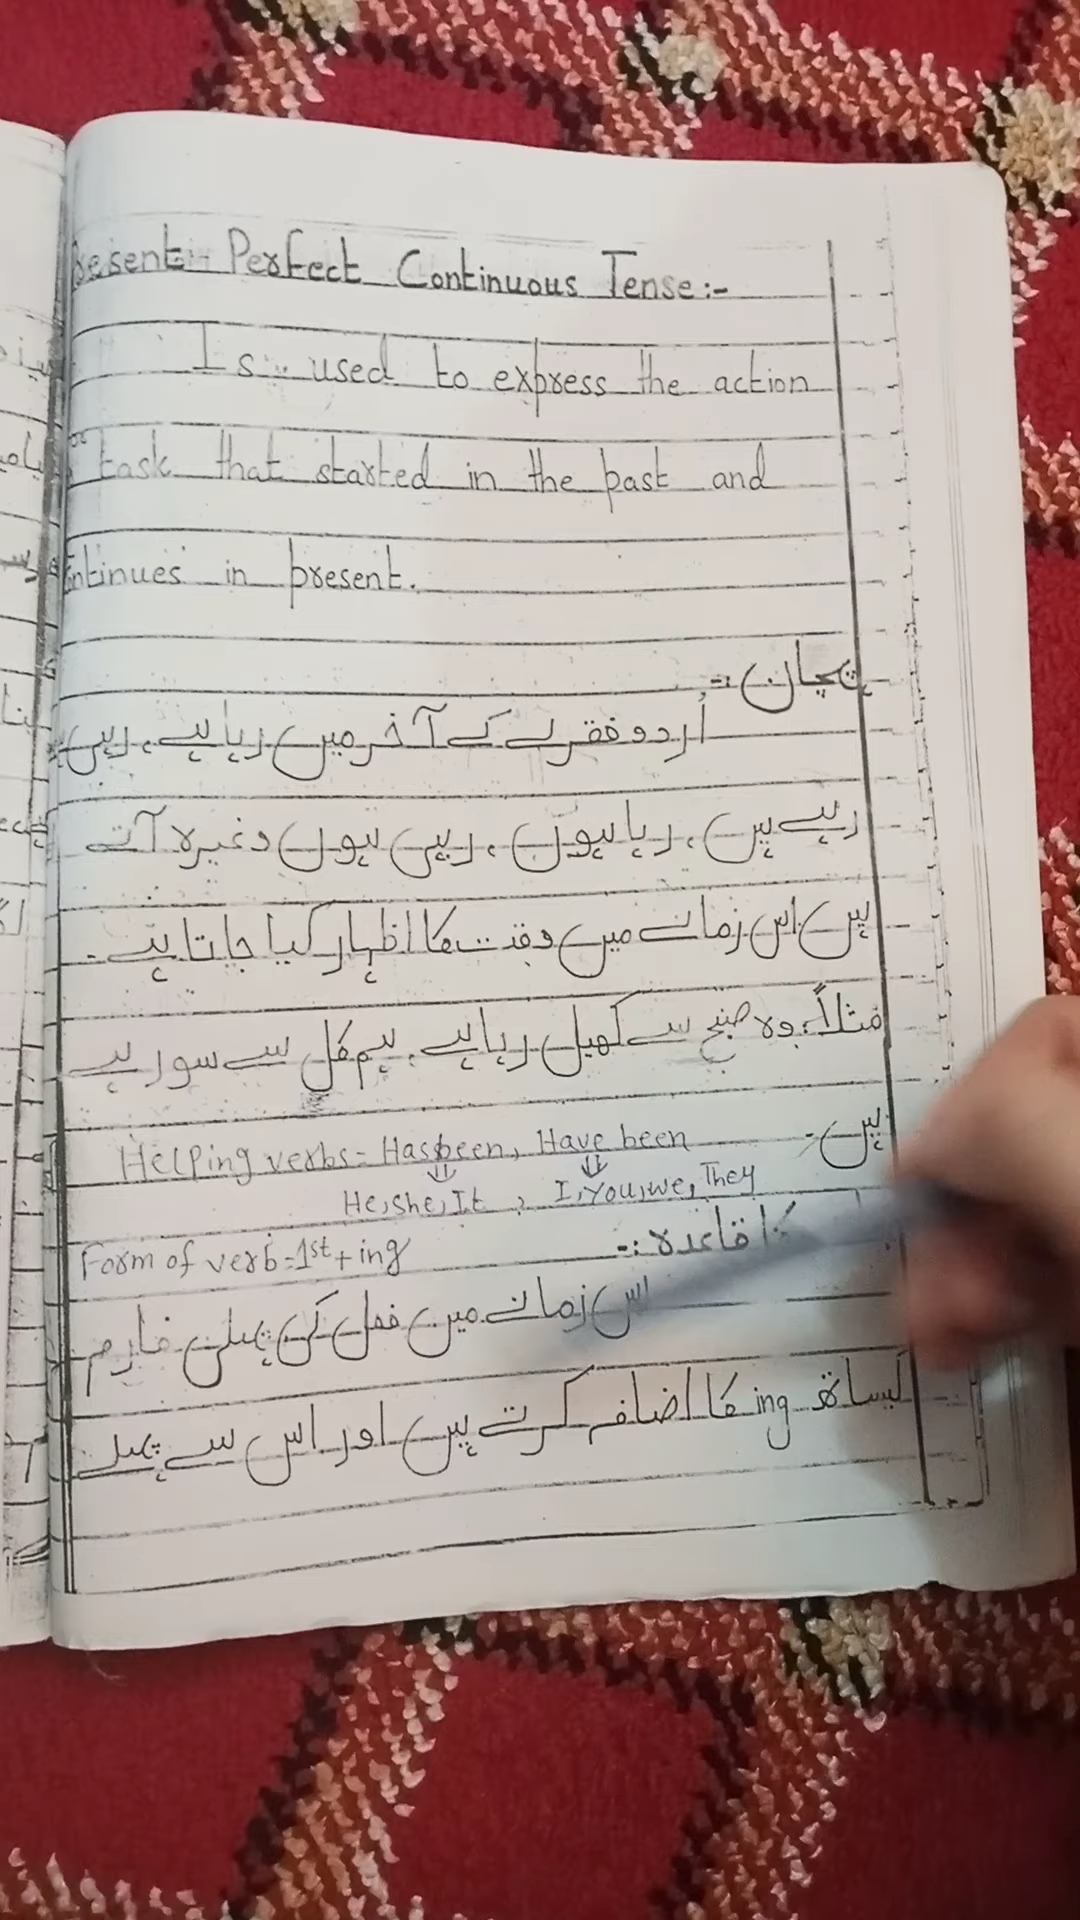 Present:- Perfect Continuous Tense:-
Is used to express the action
or task that started in the past and
continues in present.
پہچان:-
اُردو فقرے کے آخر میں رہا ہے، رہی
رہے ہیں، رہا ہوں، رہی ہوں وغیرہ آتے
ہیں اس زمانے میں وقت کا اظہار کیا جاتا ہے۔
مثلاً: وہ صبح سے کھیل رہا ہے۔ ہم کل سے سو رہے
ہیں۔
Helping verbs = Has been, Have been
He, she, It , I, You, we, They
Form of verb = 1st + ing
کا قاعدہ:-
اس زمانے میں فعل کی پہلی فارم
کیساتھ ing کا اضافہ کرتے ہیں اور اس سے پہلے